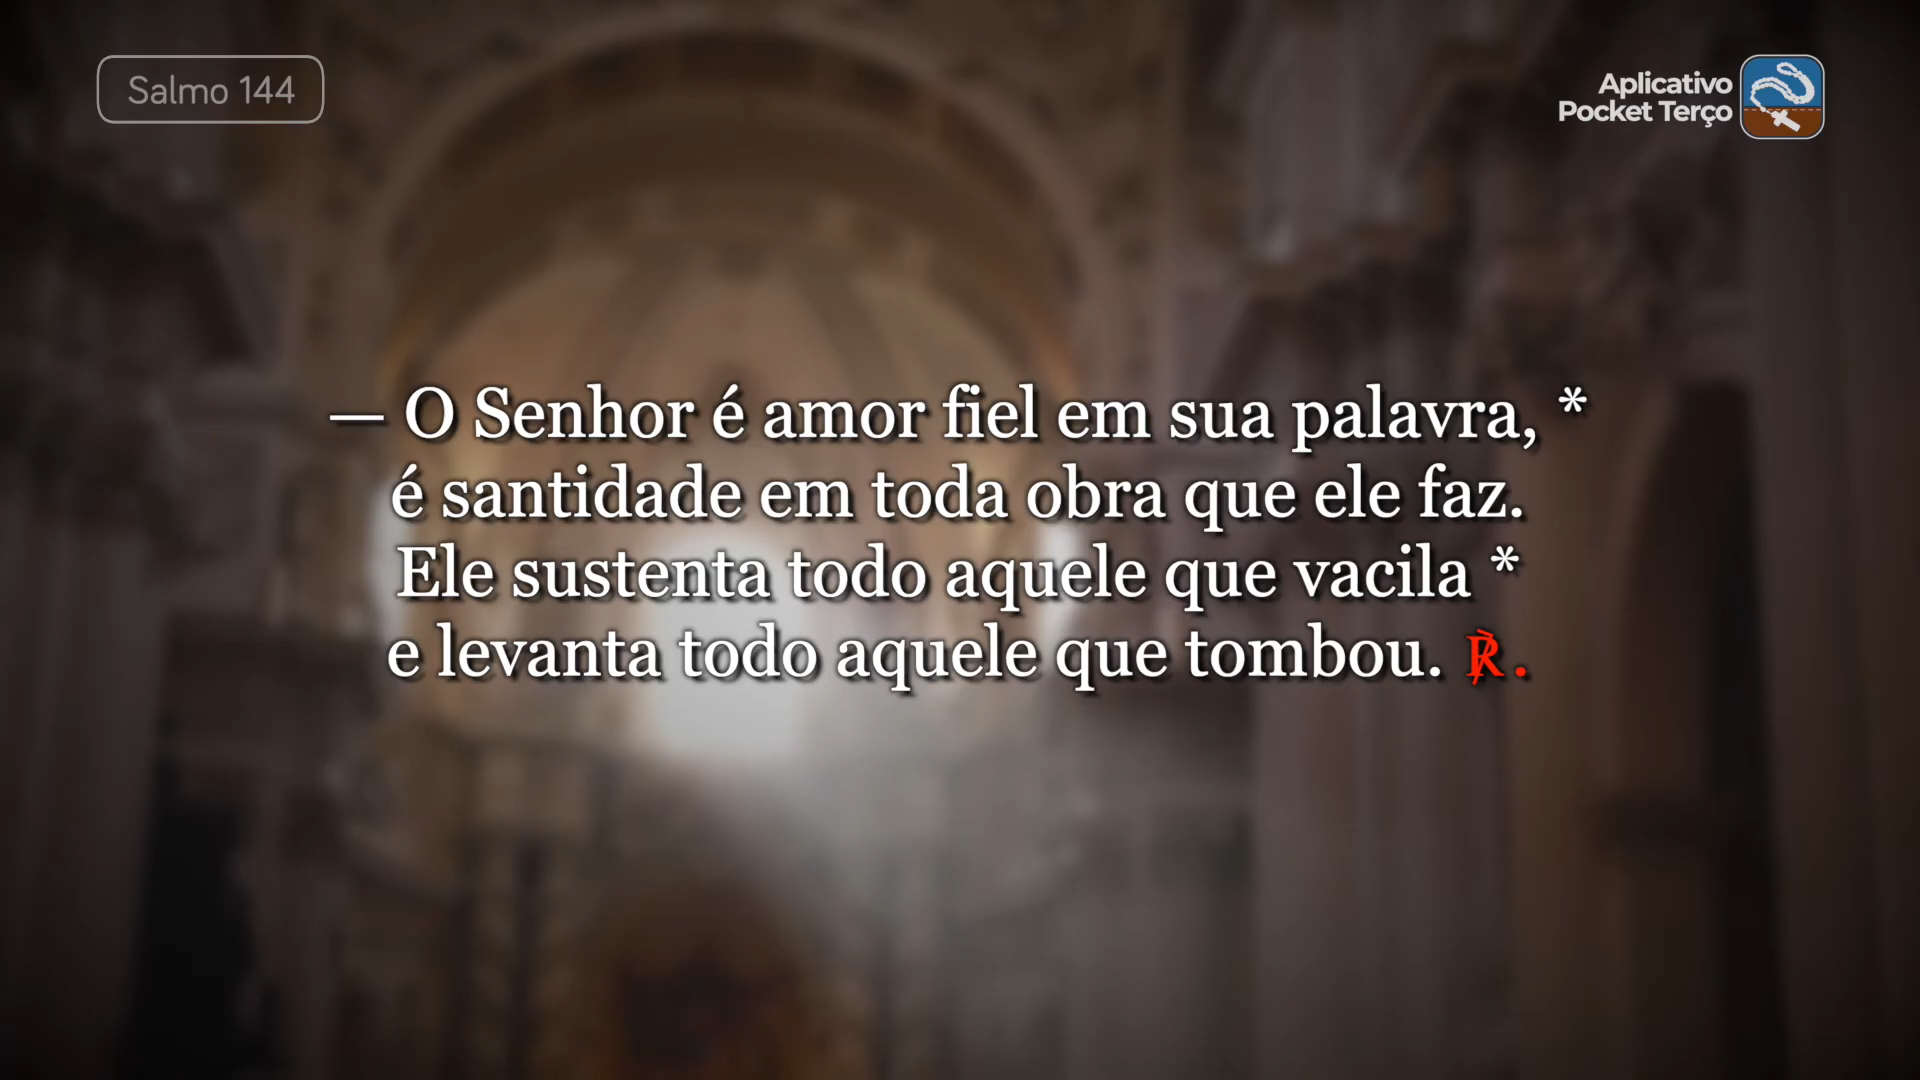 Salmo 144
Aplicativo
Pocket Terço
— O Senhor é amor fiel em sua palavra, *
é santidade em toda obra que ele faz.
Ele sustenta todo aquele que vacila *
e levanta todo aquele que tombou. ℟.